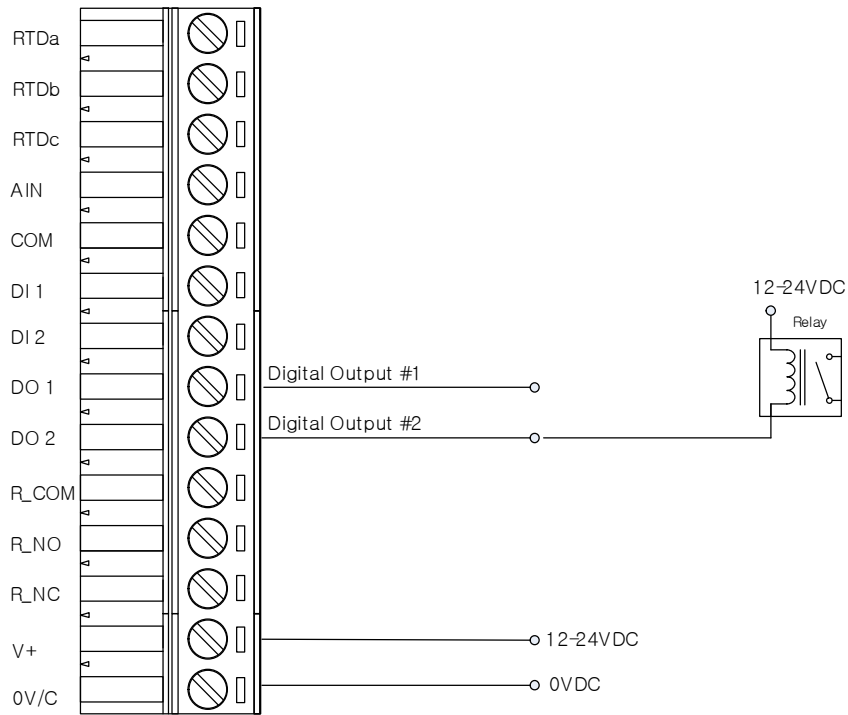 RTDa
RTDb
RTDc
AIN
COM
DI 1
DI 2
DO 1
DO 2
R_COM
R_NO
R_NC
V+
0V/C
Digital Output #1
Digital Output #2
12-24VDC
0VDC
12-24VDC
Relay